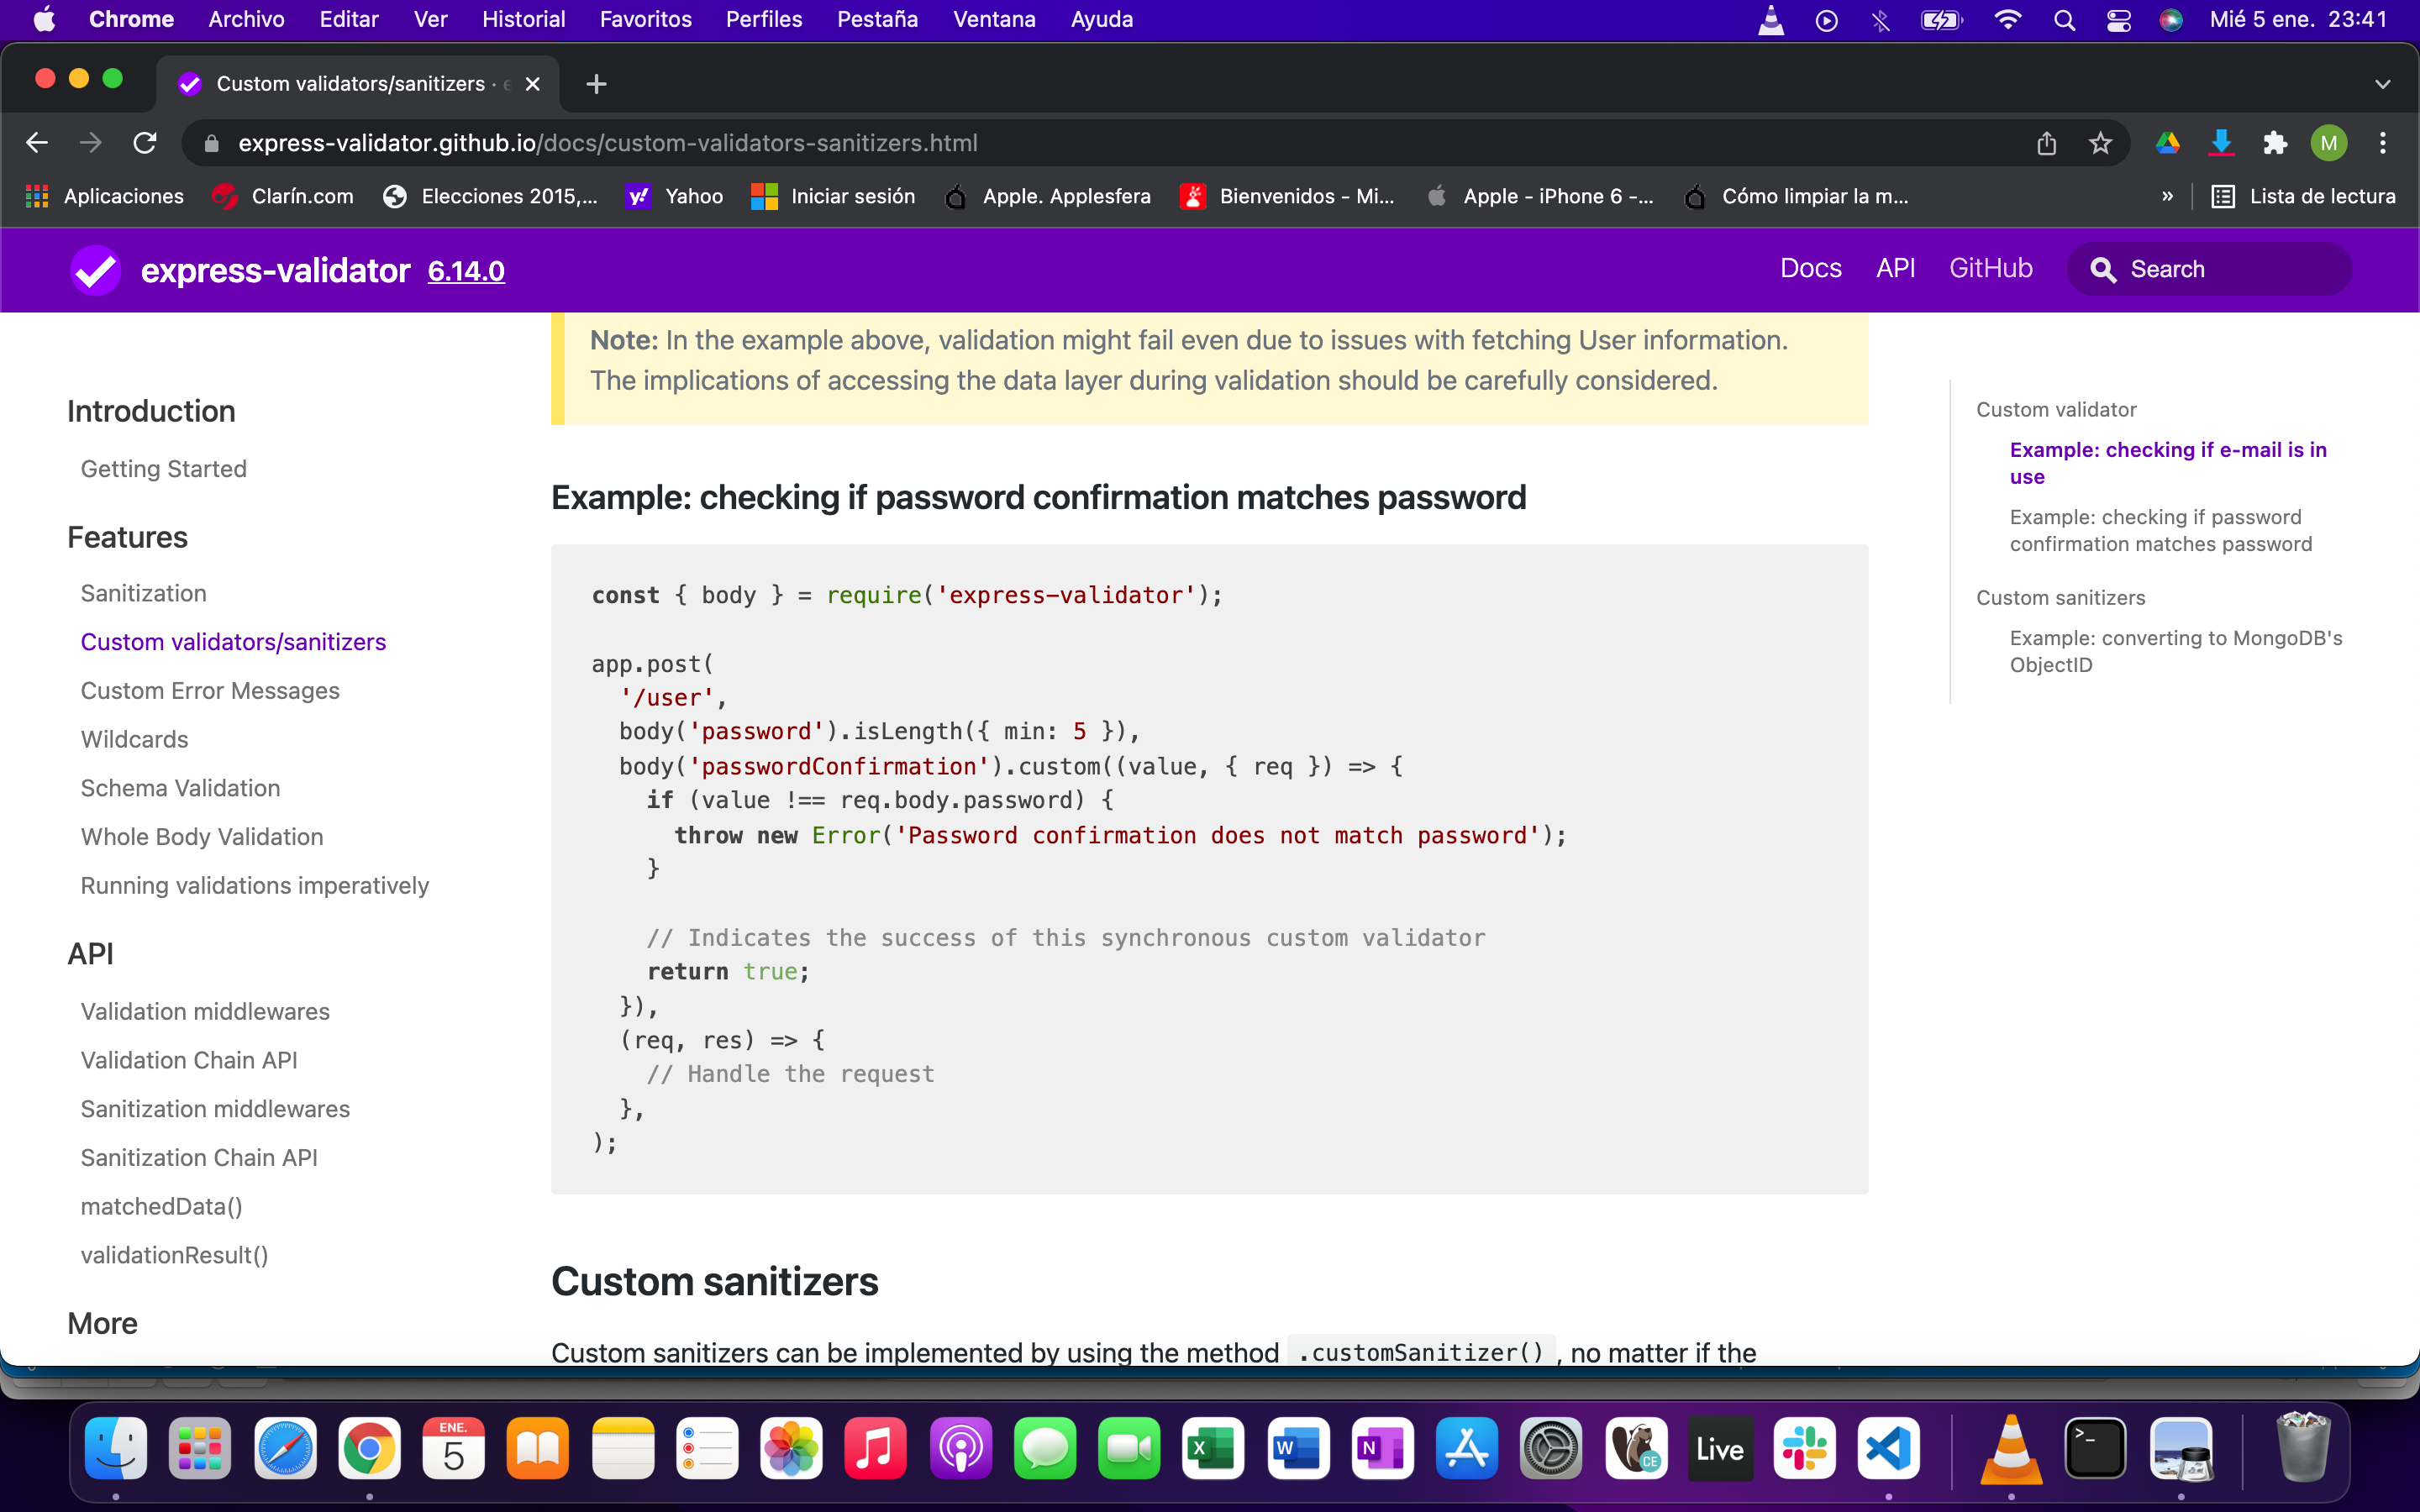 Chrome Archivo Editar Ver Historial Favoritos Perfiles Pestaña Ventana Ayuda Mié 5 ene. 23:41
Custom validators/sanitizers ·
express-validator.github.io/docs/custom-validators-sanitizers.html M
Aplicaciones Clarín.com Elecciones 2015,... Yahoo Iniciar sesión Apple. Applesfera Bienvenidos - Mi... Apple - iPhone 6 -... Cómo limpiar la m... » Lista de lectura
express-validator 6.14.0 Docs API GitHub Search
Introduction
Getting Started
Features
Sanitization
Custom validators/sanitizers
Custom Error Messages
Wildcards
Schema Validation
Whole Body Validation
Running validations imperatively
API
Validation middlewares
Validation Chain API
Sanitization middlewares
Sanitization Chain API
matchedData()
validationResult()
More
Note: In the example above, validation might fail even due to issues with fetching User information.
The implications of accessing the data layer during validation should be carefully considered.
Example: checking if password confirmation matches password
const { body } = require('express-validator');
app.post(
  '/user',
  body('password').isLength({ min: 5 }),
  body('passwordConfirmation').custom((value, { req }) => {
    if (value !== req.body.password) {
      throw new Error('Password confirmation does not match password');
    }
    // Indicates the success of this synchronous custom validator
    return true;
  }),
  (req, res) => {
    // Handle the request
  },
);
Custom sanitizers
Custom sanitizers can be implemented by using the method .customSanitizer() , no matter if the
Custom validator
Example: checking if e-mail is in
use
Example: checking if password
confirmation matches password
Custom sanitizers
Example: converting to MongoDB's
ObjectID
ENE.
5
X
W
N
CE
Live
>_